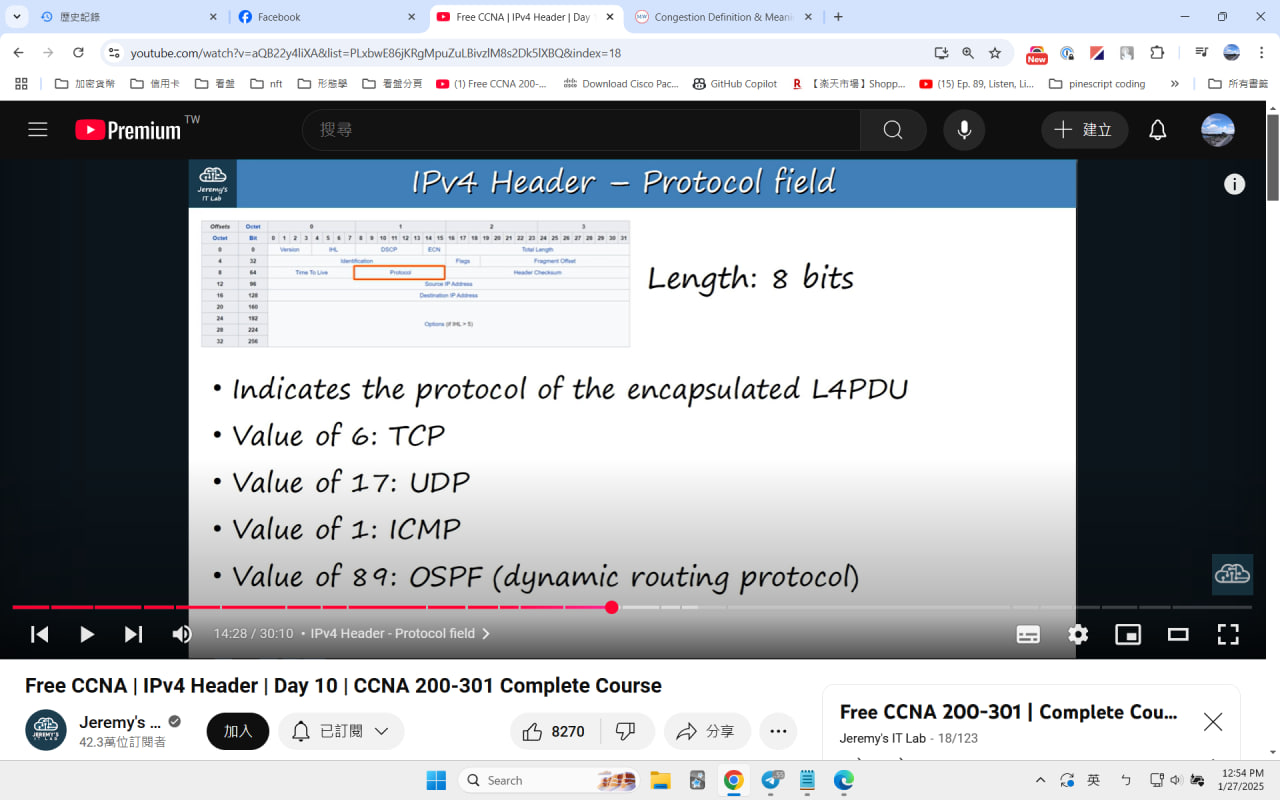 歷史記錄
Facebook
Free CCNA | IPv4 Header | Day 1
Congestion Definition & Meani
youtube.com/watch?v=aQB22y4liXA&list=PLxbwE86jKRgMpuZuLBivzlM8s2Dk5lXBQ&index=18
New
加密貨幣
信用卡
看盤
nft
形態學
看盤分頁
(1) Free CCNA 200-...
Download Cisco Pac...
GitHub Copilot
【楽天市場】Shopp...
(15) Ep. 89, Listen, Li...
pinescript coding
所有書籤
Premium TW
搜尋
建立
Jeremy's
IT Lab
IPv4 Header – Protocol field
Offsets Octet 0 1 2 3
Octet Bit 0 1 2 3 4 5 6 7 8 9 10 11 12 13 14 15 16 17 18 19 20 21 22 23 24 25 26 27 28 29 30 31
0 0 Version IHL DSCP ECN Total Length
4 32 Identification Flags Fragment Offset
8 64 Time To Live Protocol Header Checksum
12 96 Source IP Address
16 128 Destination IP Address
20 160
24 192
28 224
32 256
Options (if IHL > 5)
Length: 8 bits
• Indicates the protocol of the encapsulated L4PDU
• Value of 6: TCP
• Value of 17: UDP
• Value of 1: ICMP
• Value of 89: OSPF (dynamic routing protocol)
14:28 / 30:10 • IPv4 Header - Protocol field
Free CCNA | IPv4 Header | Day 10 | CCNA 200-301 Complete Course
JEREMY'S
IT LAB
Jeremy's ...
42.3萬位訂閱者
加入
已訂閱
8270
分享
Free CCNA 200-301 | Complete Cou...
Jeremy's IT Lab - 18/123
Search
英
ㄅ
12:54 PM
1/27/2025